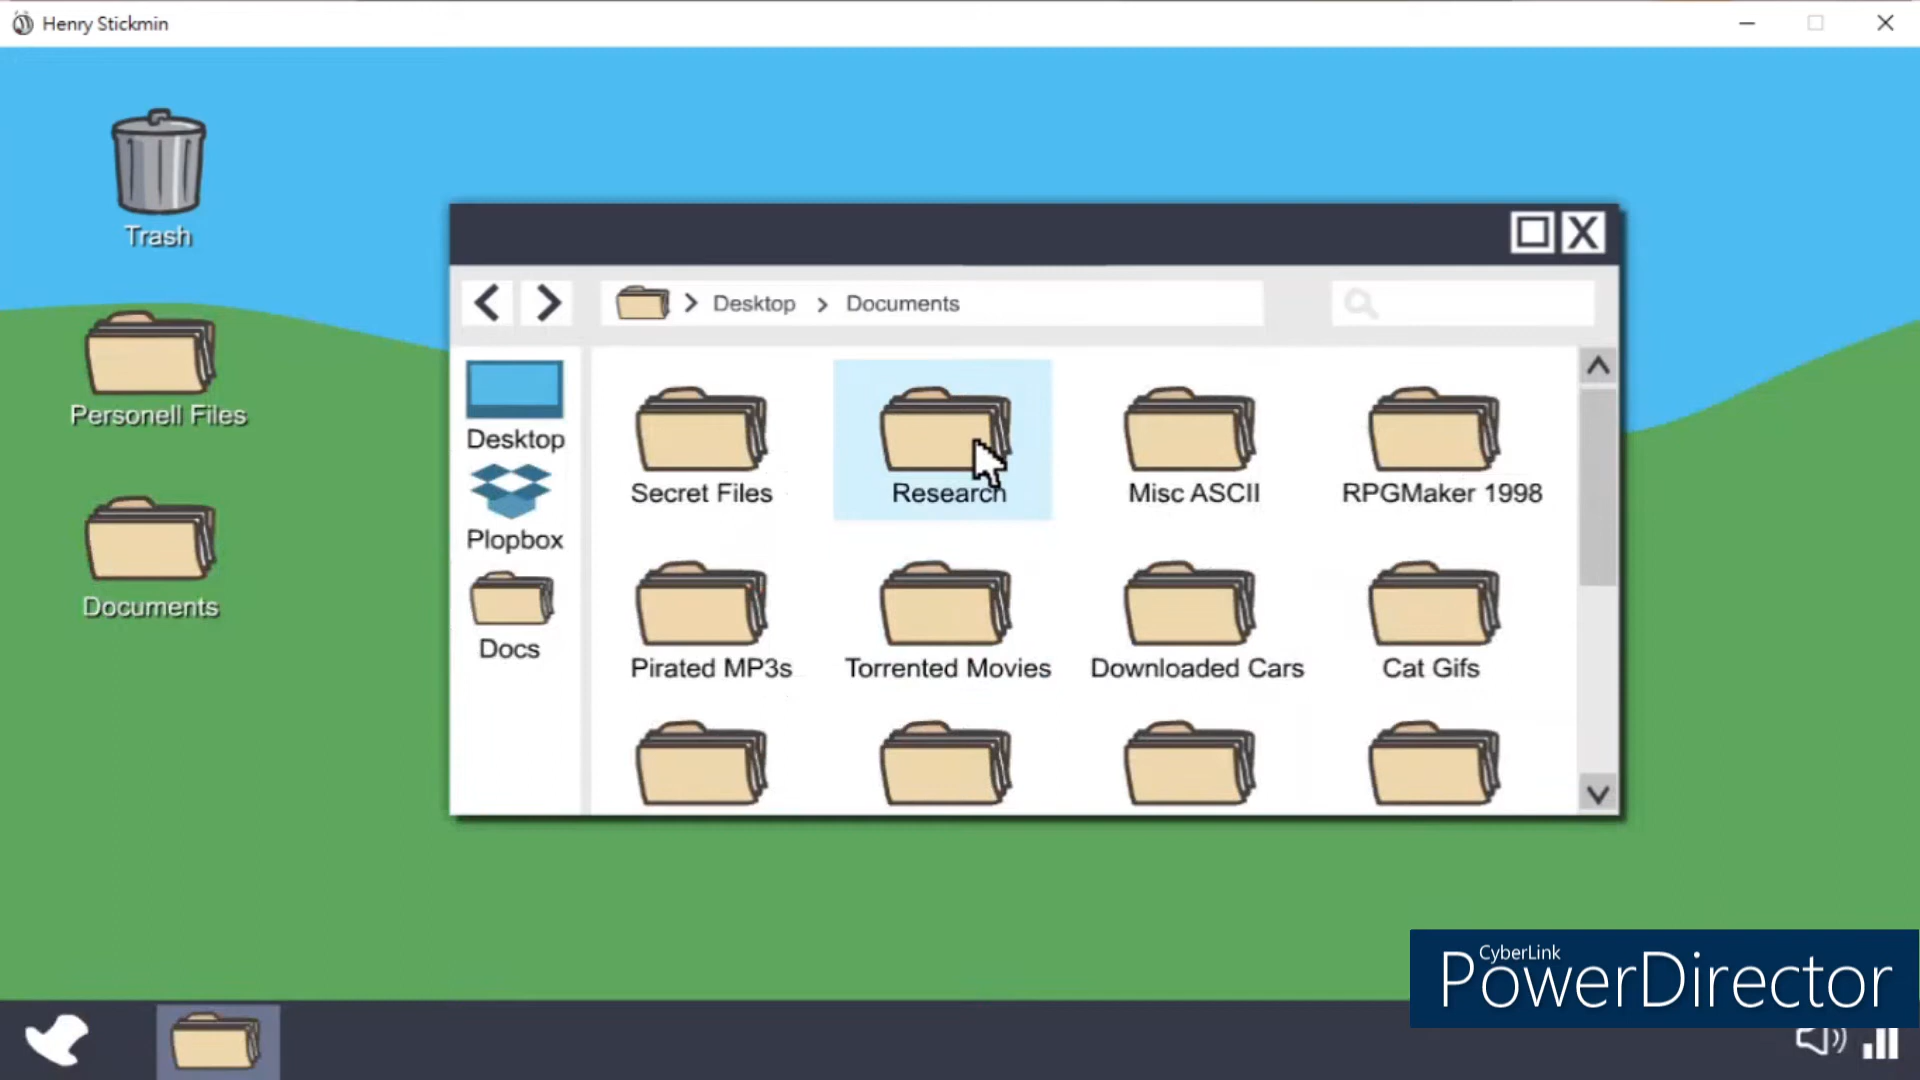 Henry Stickmin
Trash
Personell Files
Documents
Desktop
Documents
Desktop
Plopbox
Docs
Secret Files
Research
Misc ASCII
RPGMaker 1998
Pirated MP3s
Torrented Movies
Downloaded Cars
Cat Gifs
CyberLink
PowerDirector